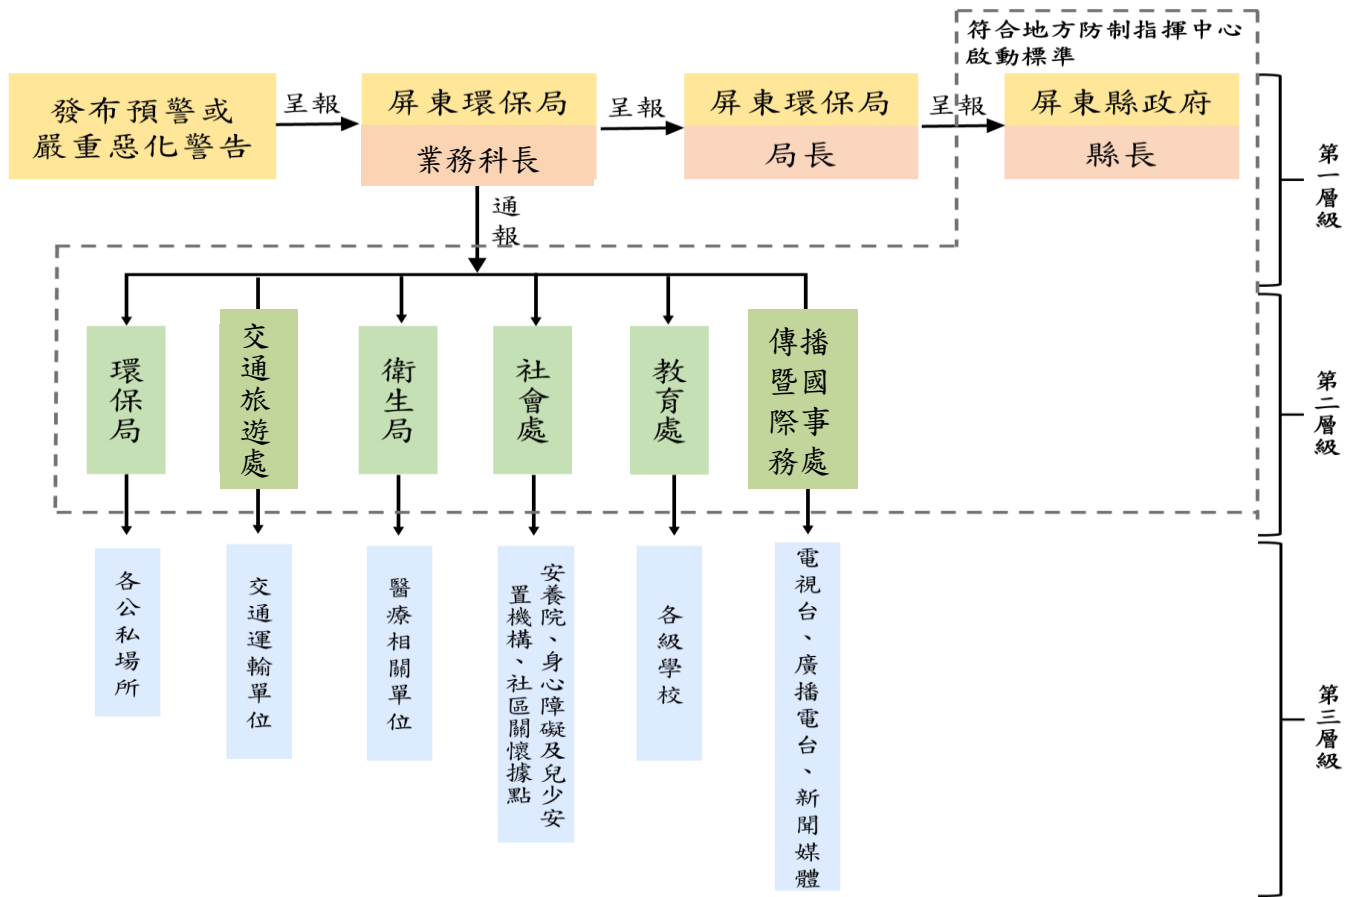 符合地方防制指揮中心
啟動標準
發布預警或
嚴重惡化警告
呈報
屏東環保局
業務科長
呈報
屏東環保局
局長
呈報
屏東縣政府
縣長
第一層級
通報
環保局
交通旅遊處
衛生局
社會處
教育處
傳播
暨國
際事
務處
第二層級
各公私場所
交通運輸單位
醫療相關單位
安養院、身心障礙及兒少安
置機構、社區關懷據點
各級學校
電視台、廣播電台、新聞媒體
第三層級